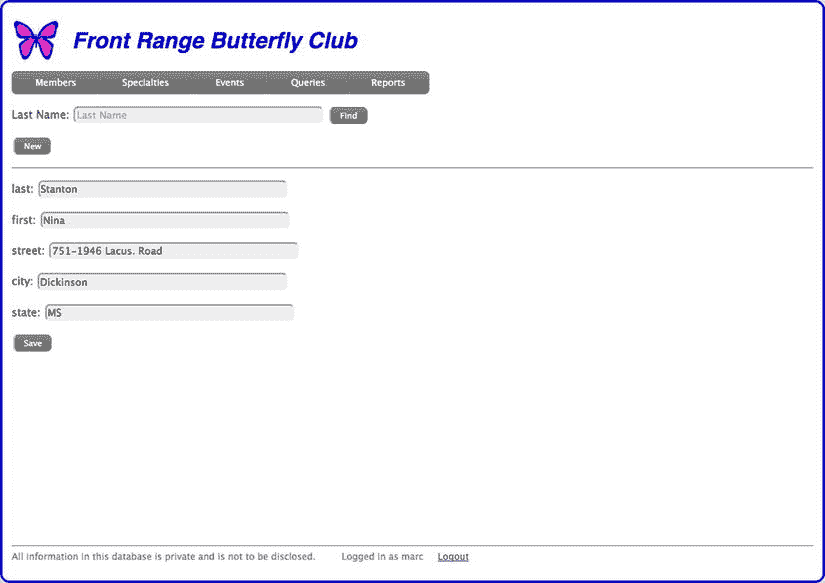 Front Range Butterfly Club
Members Specialties Events Queries Reports
Last Name: Last Name Find
New
last: Stanton
first: Nina
street: 751-1946 Lacus. Road
city: Dickinson
state: MS
Save
All information in this database is private and is not to be disclosed. Logged in as marc Logout